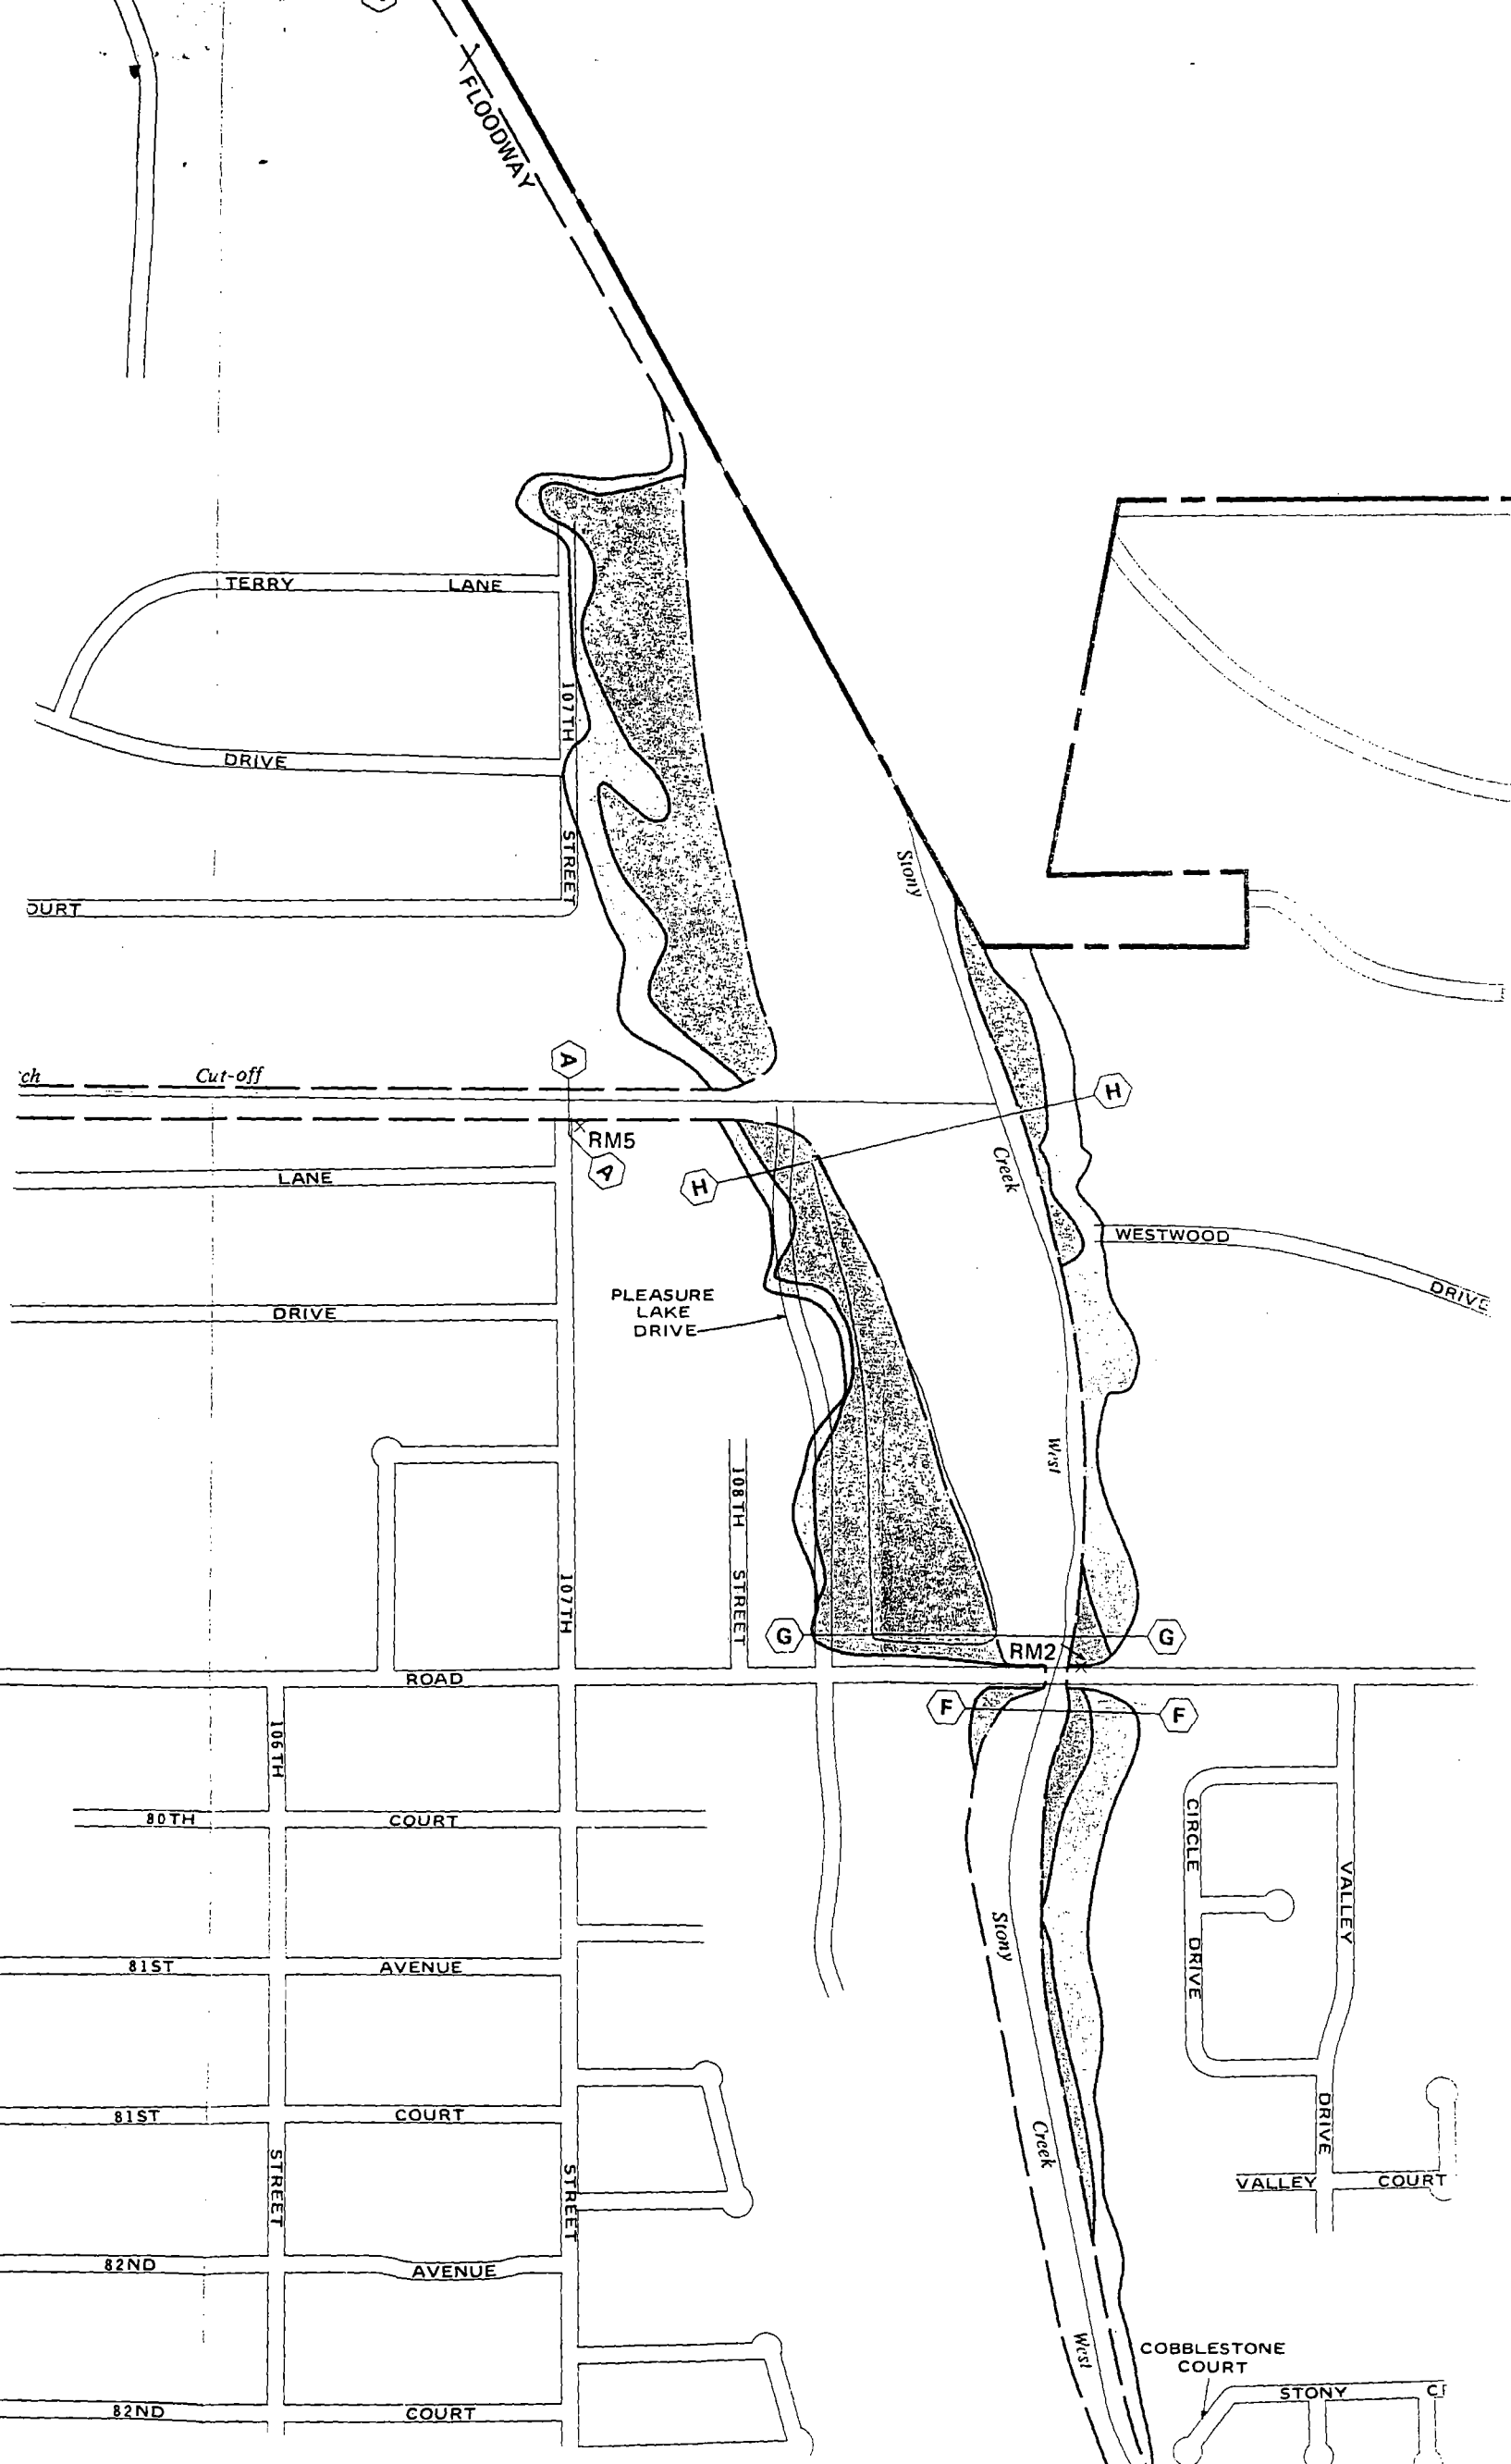 FLOODWAY
TERRY LANE
107TH
DRIVE
STREET
Stony
OURT
A
ch Cut-off
H
RM5
A
LANE
H
Creek
WESTWOOD
DRIVE
DRIVE
PLEASURE
LAKE
DRIVE
West
108TH
STREET
107TH
G
G
RM2
ROAD
F
F
106TH
80TH COURT
CIRCLE
VALLEY
Stony
DRIVE
81ST AVENUE
81ST COURT
Creek
DRIVE
STREET
STREET
VALLEY COURT
82ND AVENUE
West
COBBLESTONE
COURT
STONY
82ND COURT